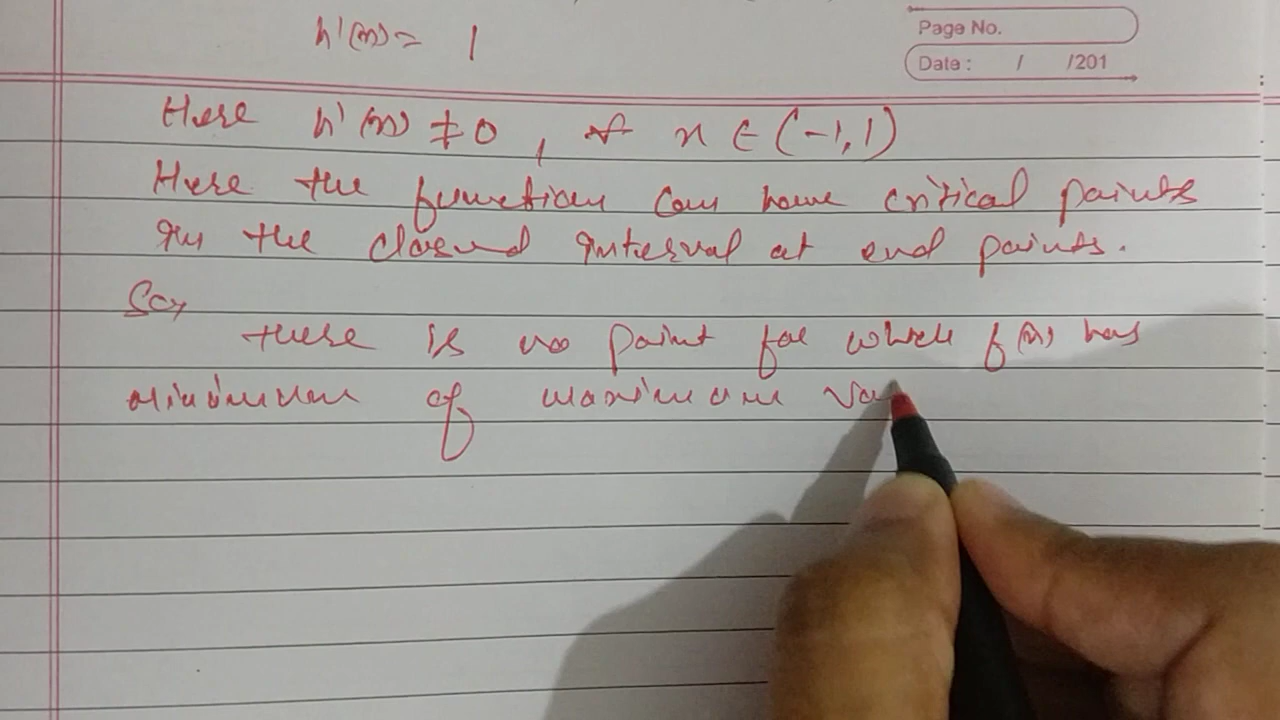 h'(x) = 1
Page No.
Date : / /201
Here h'(x) ≠ 0, ∀ x ∈ (-1,1)
Here the function can have critical points
In the closed interval at end points.
So,
there is no point for which f(x) has
minimum of maximum Va